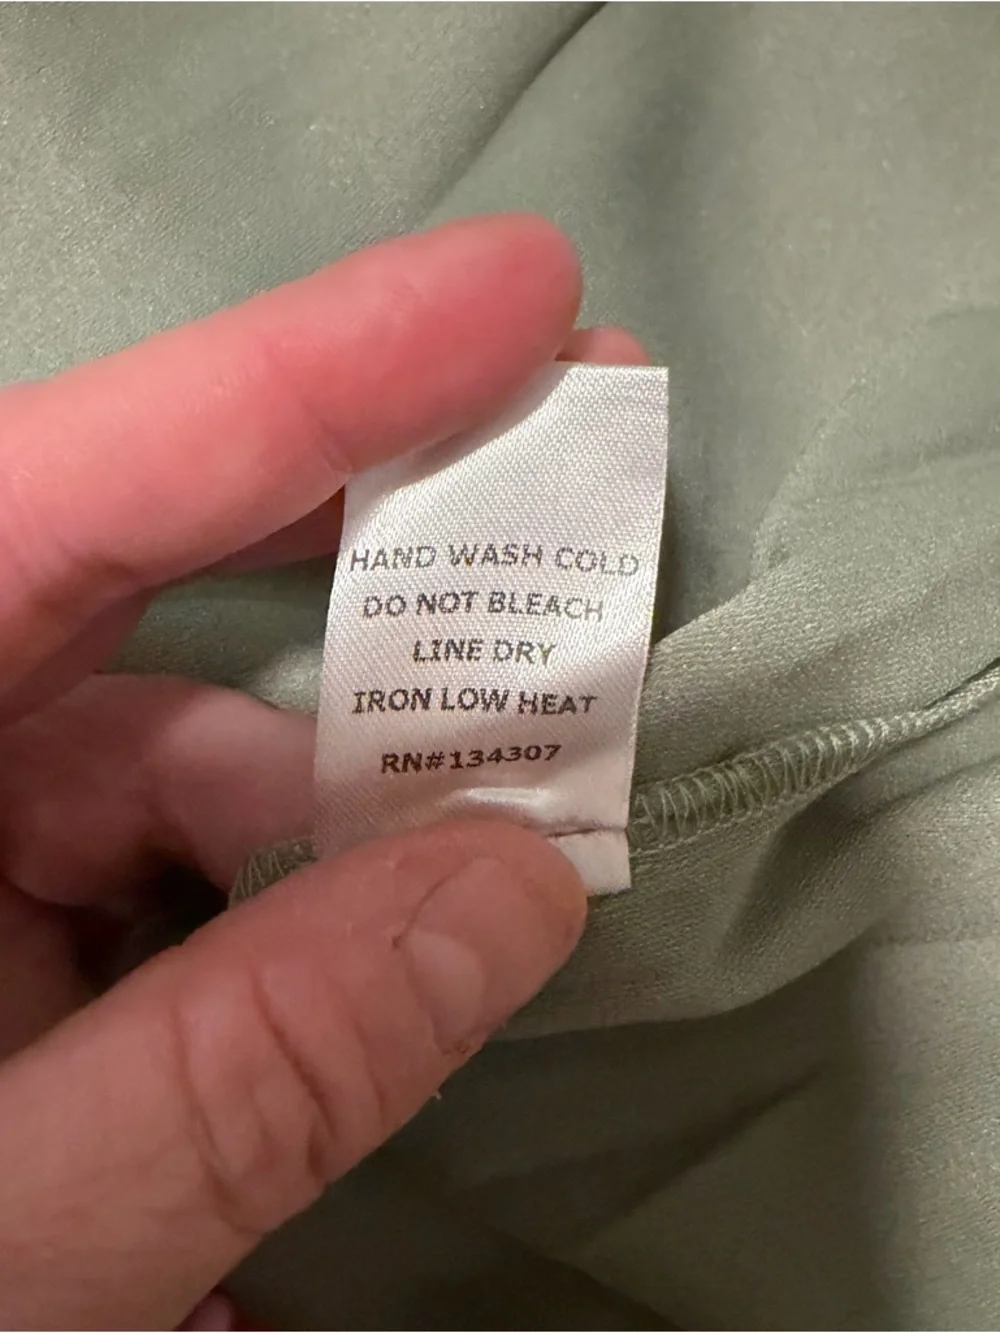 HAND WASH COLD
DO NOT BLEACH
LINE DRY
IRON LOW HEAT
RN#134307